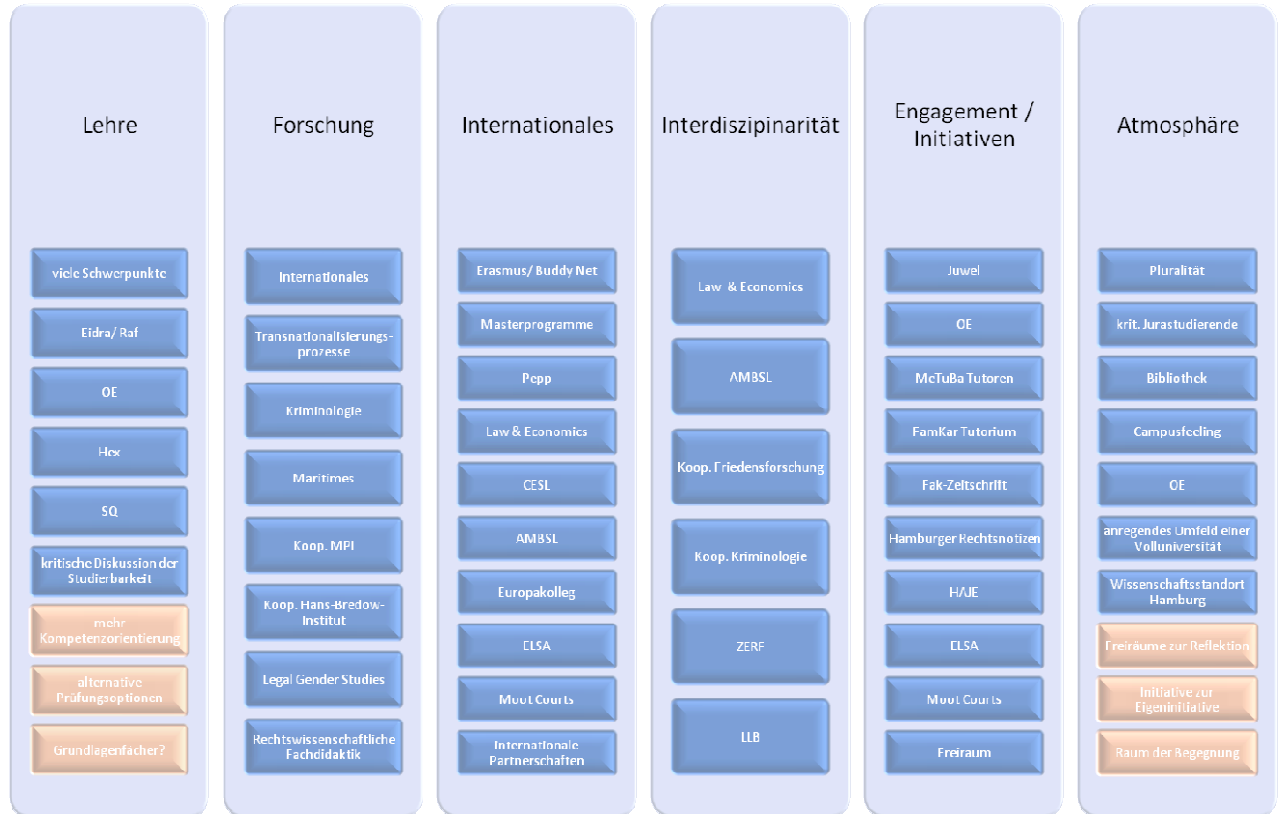 Lehre
viele Schwerpunkte
Eidra/ Raf
OE
Hex
SQ
kritische Diskussion der
Studierbarkeit
mehr
Kompetenzorientierung
alternative
Prüfungsoptionen
Grundlagenfächer?
Forschung
Internationales
Transnationalisierungs-
prozesse
Kriminologie
Maritimes
Koop. MPI
Koop. Hans-Bredow-
Institut
Legal Gender Studies
Rechtswissenschaftliche
Fachdidaktik
Internationales
Erasmus/ Buddy Net
Masterprogramme
Pepp
Law & Economics
CESL
AMBSL
Europakolleg
ELSA
Moot Courts
Internationale
Partnerschaften
Interdiszipinarität
Law & Economics
AMBSL
Koop. Friedensforschung
Koop. Kriminologie
ZERF
LLB
Engagement /
Initiativen
Juwel
OE
MeTuBa Tutoren
FamKar Tutorium
Fak-Zeitschrift
Hamburger Rechtsnotizen
HAJE
ELSA
Moot Courts
Freiraum
Atmosphäre
Pluralität
krit. Jurastudierende
Bibliothek
Campusfeeling
OE
anregendes Umfeld einer
Volluniversität
Wissenschaftsstandort
Hamburg
Freiräume zur Reflektion
Initiative zur
Eigeninitiative
Raum der Begegnung